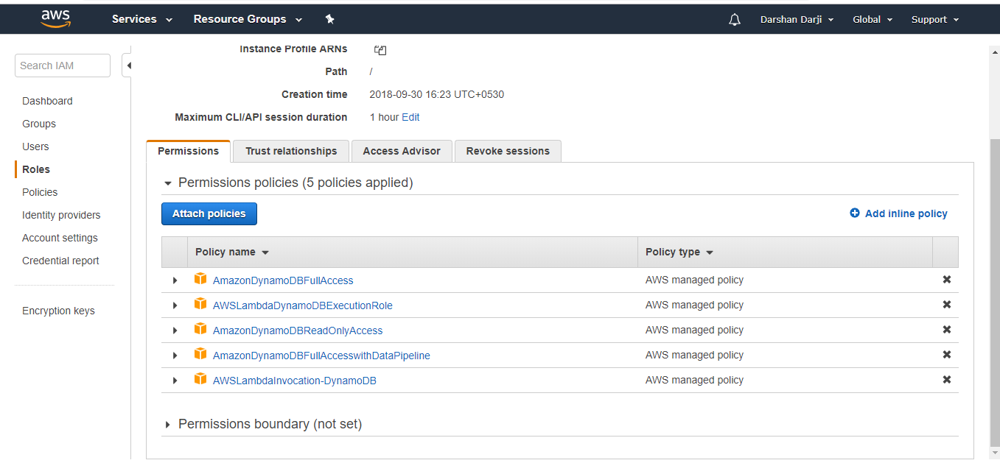 aws Services Resource Groups Darshan Darji Global Support
Search IAM
Dashboard
Groups
Users
Roles
Policies
Identity providers
Account settings
Credential report
Encryption keys
Instance Profile ARNs
Path /
Creation time 2018-09-30 16:23 UTC+0530
Maximum CLI/API session duration 1 hour Edit
Permissions Trust relationships Access Advisor Revoke sessions
Permissions policies (5 policies applied)
Attach policies Add inline policy
Policy name Policy type
AmazonDynamoDBFullAccess AWS managed policy
AWSLambdaDynamoDBExecutionRole AWS managed policy
AmazonDynamoDBReadOnlyAccess AWS managed policy
AmazonDynamoDBFullAccesswithDataPipeline AWS managed policy
AWSLambdaInvocation-DynamoDB AWS managed policy
Permissions boundary (not set)